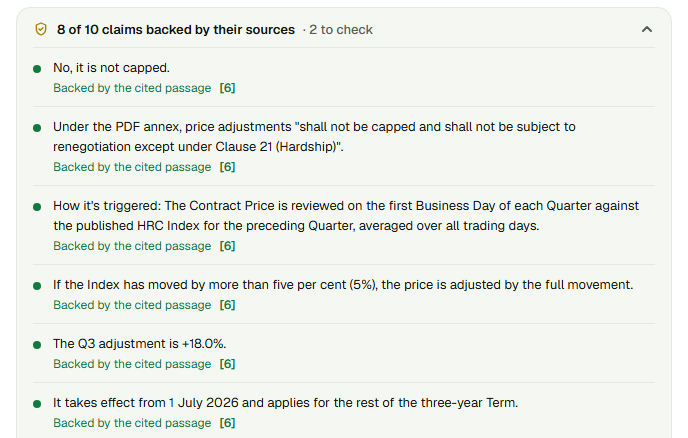 8 of 10 claims backed by their sources · 2 to check
No, it is not capped.
Backed by the cited passage [6]
Under the PDF annex, price adjustments "shall not be capped and shall not be subject to
renegotiation except under Clause 21 (Hardship)".
Backed by the cited passage [6]
How it's triggered: The Contract Price is reviewed on the first Business Day of each Quarter against
the published HRC Index for the preceding Quarter, averaged over all trading days.
Backed by the cited passage [6]
If the Index has moved by more than five per cent (5%), the price is adjusted by the full movement.
Backed by the cited passage [6]
The Q3 adjustment is +18.0%.
Backed by the cited passage [6]
It takes effect from 1 July 2026 and applies for the rest of the three-year Term.
Backed by the cited passage [6]